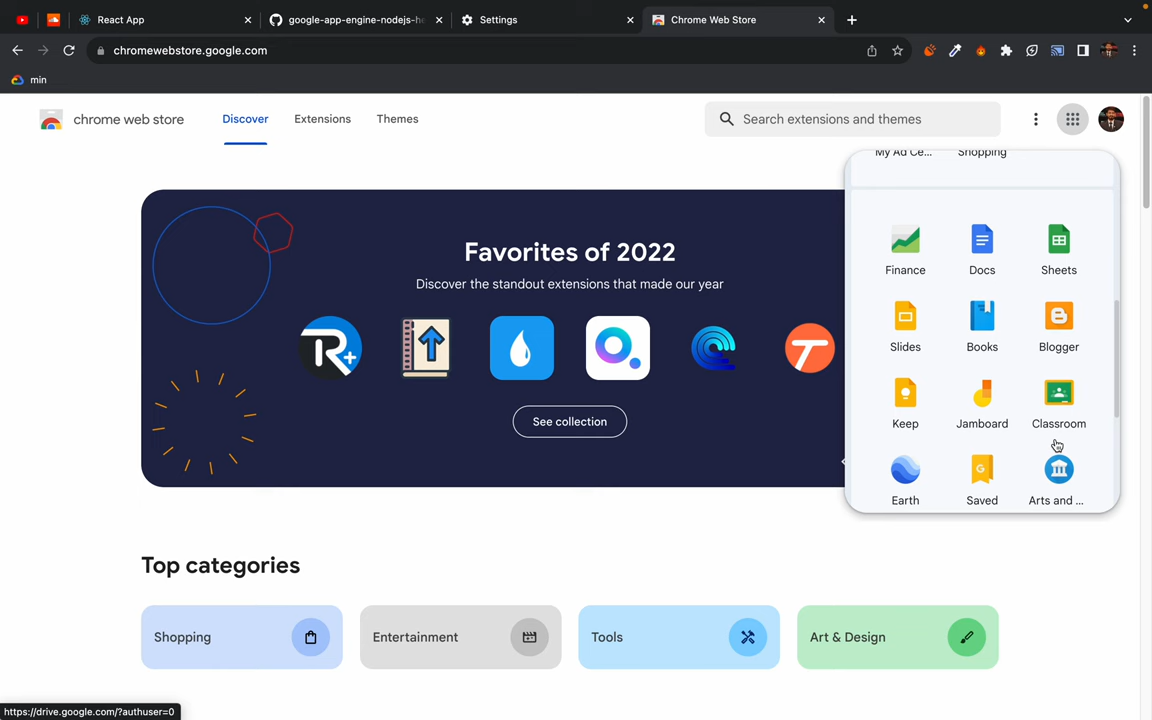 React App
google-app-engine-nodejs-he
Settings
Chrome Web Store
chromewebstore.google.com
min
chrome web store
Discover
Extensions
Themes
Search extensions and themes
My Ad Ce...
Shopping
Favorites of 2022
Discover the standout extensions that made our year
See collection
Finance
Docs
Sheets
Slides
Books
Blogger
Keep
Jamboard
Classroom
Earth
Saved
Arts and ...
Top categories
Shopping
Entertainment
Tools
Art & Design
https://drive.google.com/?authuser=0